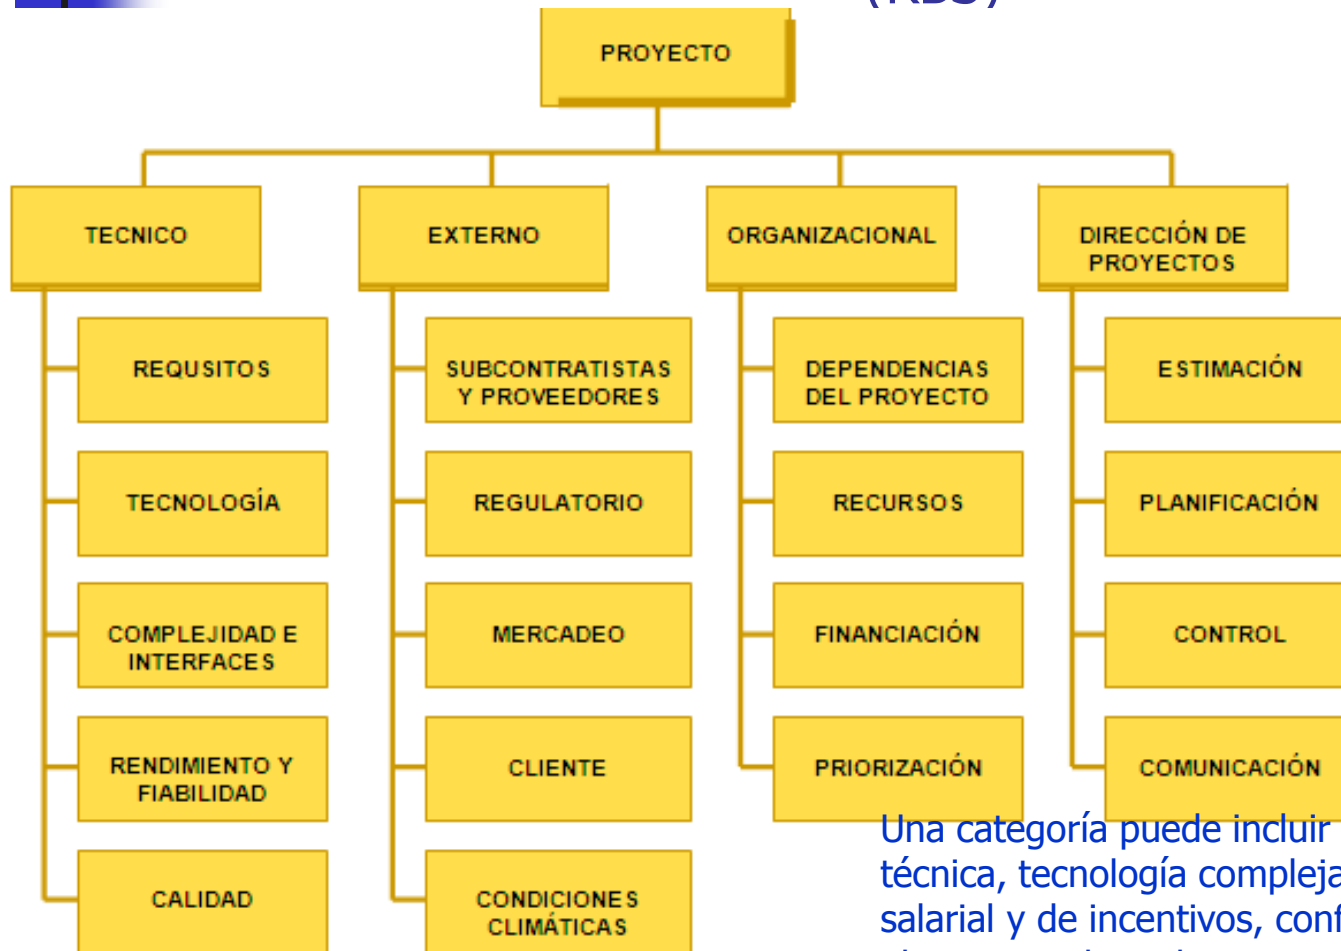 (RBS)
PROYECTO
TECNICO
EXTERNO
ORGANIZACIONAL
DIRECCIÓN DE
PROYECTOS
REQUSITOS
TECNOLOGÍA
COMPLEJIDAD E
INTERFACES
RENDIMIENTO Y
FIABILIDAD
CALIDAD
SUBCONTRATISTAS
Y PROVEEDORES
REGULATORIO
MERCADEO
CLIENTE
CONDICIONES
CLIMÁTICAS
DEPENDENCIAS
DEL PROYECTO
RECURSOS
FINANCIACIÓN
PRIORIZACIÓN
ESTIMACIÓN
PLANIFICACIÓN
CONTROL
COMUNICACIÓN
Una categoría puede incluir
técnica, tecnología compleja
salarial y de incentivos,